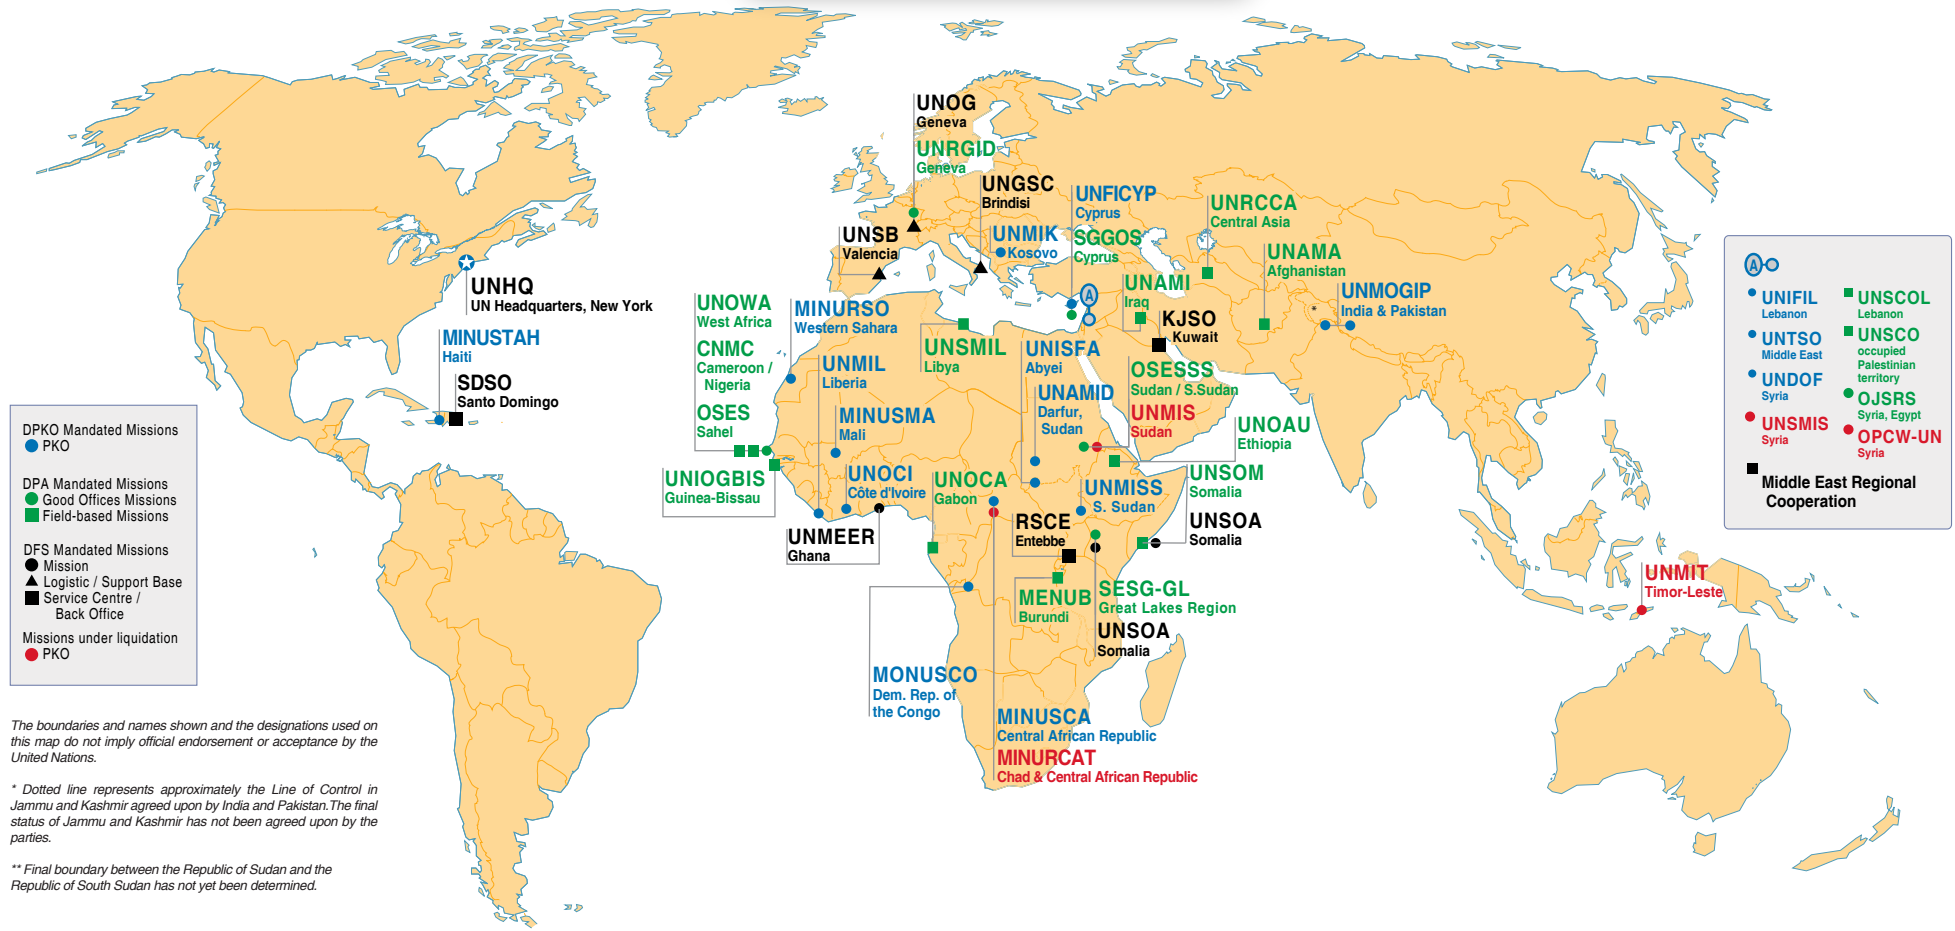 UNOG
Geneva
UNRGID
Geneva
UNGSC
Brindisi
UNSB
Valencia
UNMIK
Kosovo
UNFICYP
Cyprus
SGGOS
Cyprus
UNRCCA
Central Asia
UNAMA
Afghanistan
UNAMI
Iraq
UNMOGIP
India & Pakistan
*
A
KJSO
Kuwait
UNHQ
UN Headquarters, New York
MINUSTAH
Haiti
SDSO
Santo Domingo
UNOWA
West Africa
CNMC
Cameroon /
Nigeria
OSES
Sahel
UNIOGBIS
Guinea-Bissau
MINURSO
Western Sahara
UNMIL
Liberia
MINUSMA
Mali
UNOCI
Côte d'Ivoire
UNMEER
Ghana
UNSMIL
Libya
UNISFA
Abyei
UNAMID
Darfur,
Sudan
OSESSS
Sudan / S.Sudan
UNMIS
Sudan
UNOAU
Ethiopia
UNOCA
Gabon
UNMISS
S. Sudan
UNSOM
Somalia
UNSOA
Somalia
RSCE
Entebbe
MENUB
Burundi
SESG-GL
Great Lakes Region
UNSOA
Somalia
MONUSCO
Dem. Rep. of
the Congo
MINUSCA
Central African Republic
MINURCAT
Chad & Central African Republic
UNMIT
Timor-Leste
A
UNIFIL
Lebanon
UNTSO
Middle East
UNDOF
Syria
UNSMIS
Syria
UNSCOL
Lebanon
UNSCO
occupied
Palestinian
territory
OJSRS
Syria, Egypt
OPCW-UN
Syria
Middle East Regional
Cooperation
DPKO Mandated Missions
PKO
DPA Mandated Missions
Good Offices Missions
Field-based Missions
DFS Mandated Missions
Mission
Logistic / Support Base
Service Centre /
Back Office
Missions under liquidation
PKO
The boundaries and names shown and the designations used on
this map do not imply official endorsement or acceptance by the
United Nations.
* Dotted line represents approximately the Line of Control in
Jammu and Kashmir agreed upon by India and Pakistan.The final
status of Jammu and Kashmir has not been agreed upon by the
parties.
** Final boundary between the Republic of Sudan and the
Republic of South Sudan has not yet been determined.